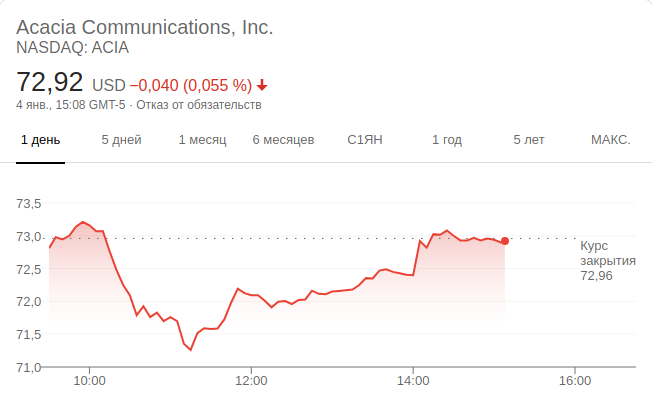 Acacia Communications, Inc.
NASDAQ: ACIA
72,92 USD −0,040 (0,055 %)
4 янв., 15:08 GMT-5 · Отказ от обязательств
1 день 5 дней 1 месяц 6 месяцев С1ЯН 1 год 5 лет МАКС.
73,5
73,0
72,5
72,0
71,5
71,0
Курс
закрытия
72,96
10:00 12:00 14:00 16:00